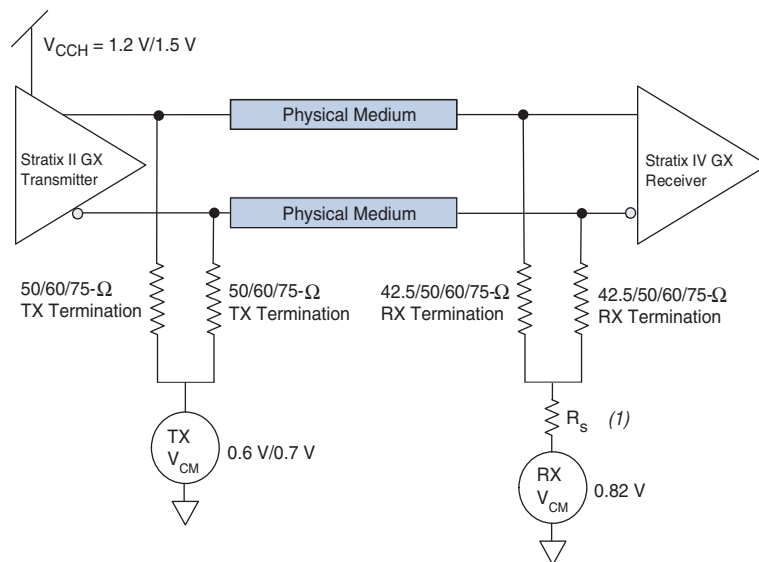 V_CCH = 1.2 V/1.5 V
Physical Medium
Stratix II GX
Transmitter
Stratix IV GX
Receiver
Physical Medium
50/60/75-Ω
TX Termination
50/60/75-Ω
TX Termination
42.5/50/60/75-Ω
RX Termination
42.5/50/60/75-Ω
RX Termination
R_s (1)
TX
V_CM
0.6 V/0.7 V
RX
V_CM
0.82 V